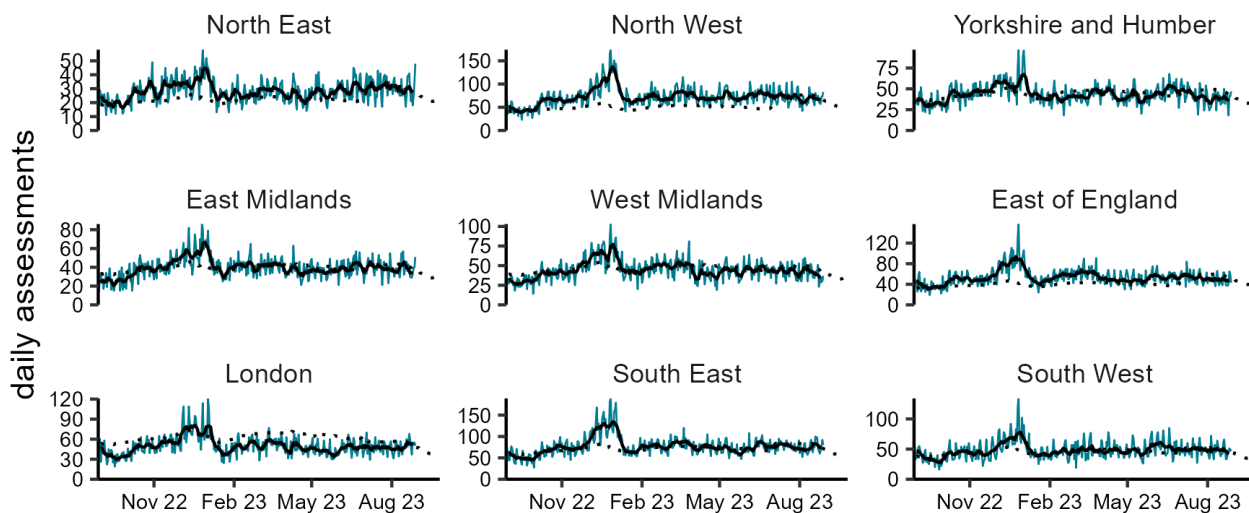 North East North West Yorkshire and Humber
50 150
40 75
30 100 50
20 50 25
10
0 0 0
daily assessments
East Midlands West Midlands East of England
80 100 120
60 75 80
40 50 40
20 25
0 0 0
London South East South West
120 150 100
90 100
60 50 50
30
0 0 0
Nov 22 Feb 23 May 23 Aug 23 Nov 22 Feb 23 May 23 Aug 23 Nov 22 Feb 23 May 23 Aug 23